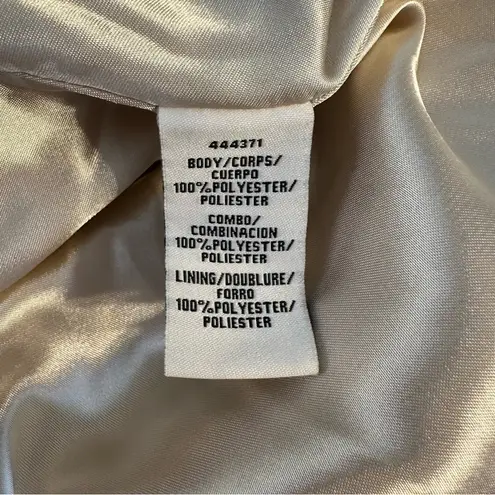 444371
BODY/CORPS/
CUERPO
100%POLYESTER/
POLIESTER
COMBO/
COMBINACION
100%POLYESTER/
POLIESTER
LINING/DOUBLURE/
FORRO
100%POLYESTER/
POLIESTER